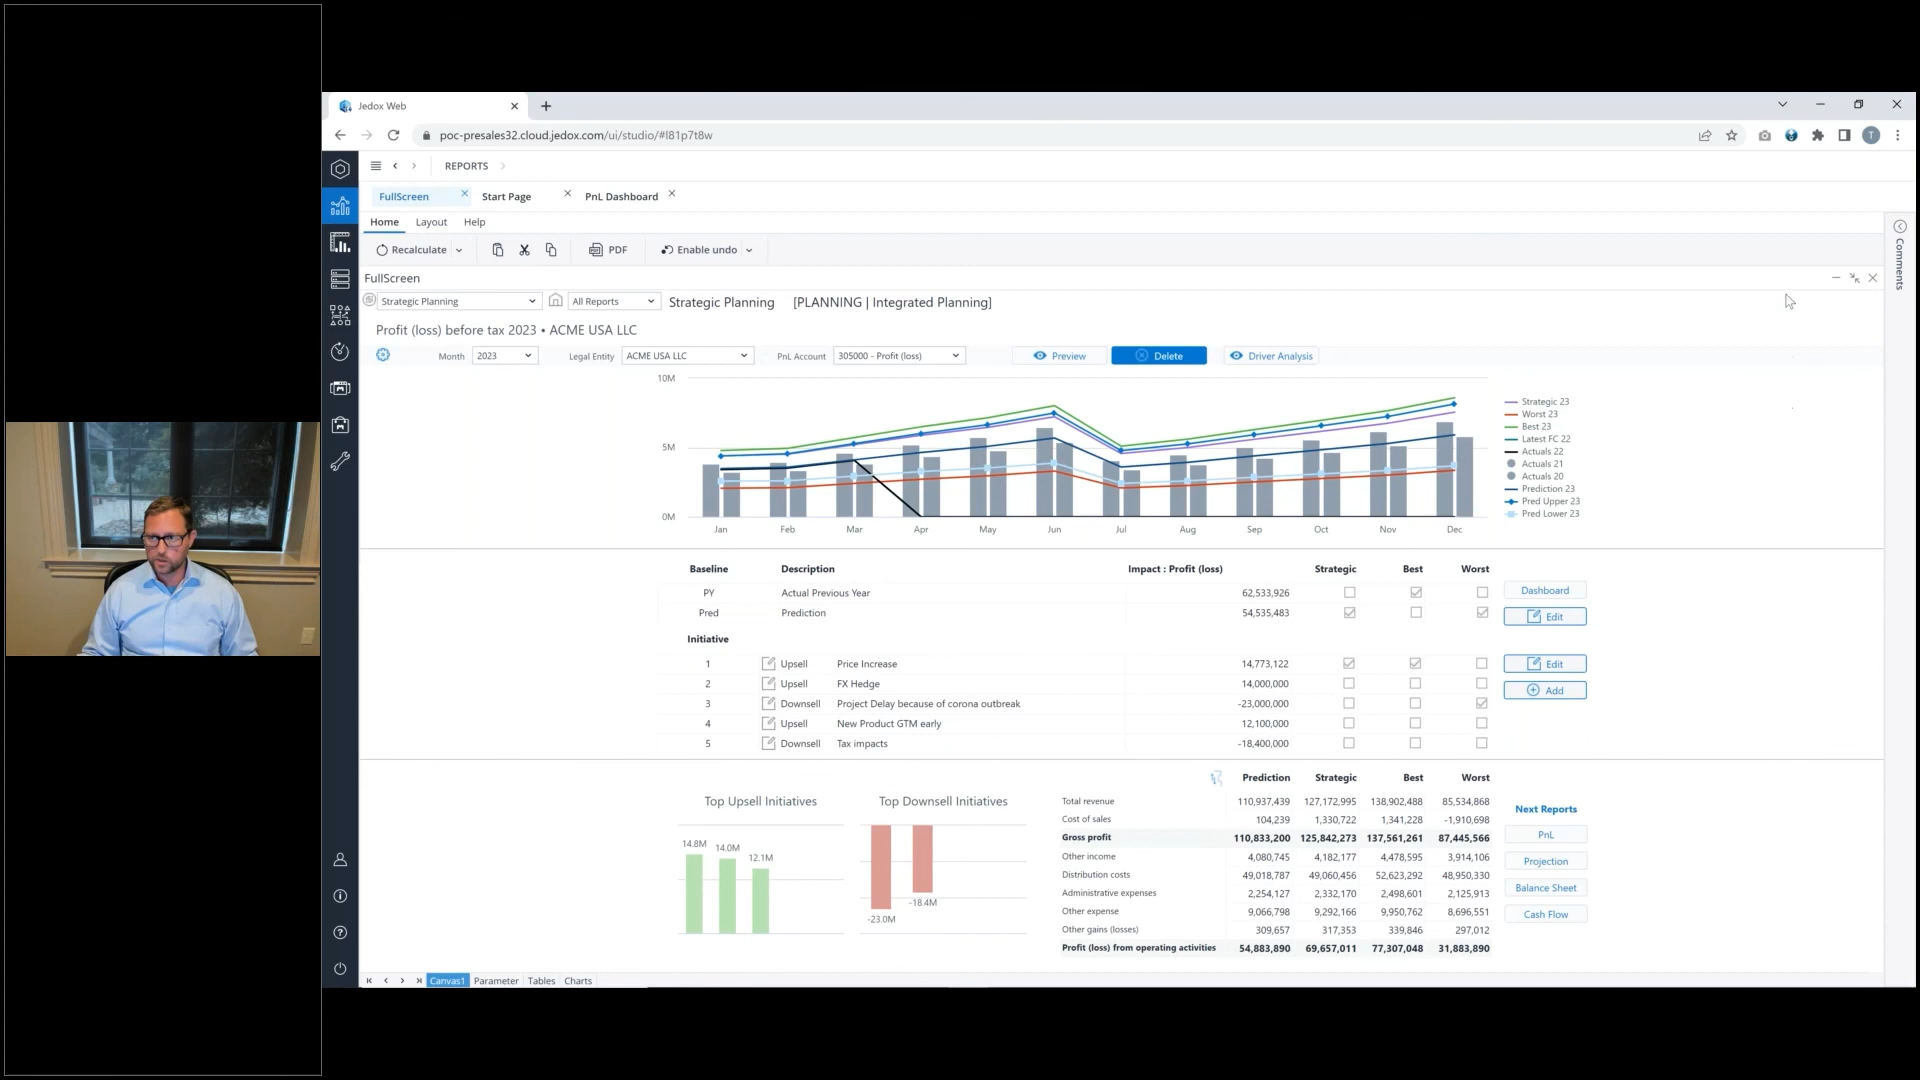 Jedox Web
poc-presales32.cloud.jedox.com/ui/studio/#l81p7t8w
T
REPORTS
FullScreen Start Page PnL Dashboard
Home Layout Help
Recalculate PDF Enable undo
FullScreen
Strategic Planning All Reports Strategic Planning [PLANNING | Integrated Planning]
Profit (loss) before tax 2023 • ACME USA LLC
Month 2023 Legal Entity ACME USA LLC PnL Account 305000 - Profit (loss) Preview Delete Driver Analysis
Comments
10M
5M
0M
Jan Feb Mar Apr May Jun Jul Aug Sep Oct Nov Dec
Strategic 23
Worst 23
Best 23
Latest FC 22
Actuals 22
Actuals 21
Actuals 20
Prediction 23
Pred Upper 23
Pred Lower 23
Baseline Description Impact : Profit (loss) Strategic Best Worst
PY Actual Previous Year 62,533,926 Dashboard
Pred Prediction 54,535,483 Edit
Initiative
1 Upsell Price Increase 14,773,122 Edit
2 Upsell FX Hedge 14,000,000 Add
3 Downsell Project Delay because of corona outbreak -23,000,000
4 Upsell New Product GTM early 12,100,000
5 Downsell Tax impacts -18,400,000
Top Upsell Initiatives
14.8M 14.0M 12.1M
Top Downsell Initiatives
-23.0M -18.4M
Prediction Strategic Best Worst
Total revenue 110,937,439 127,172,995 138,902,488 85,534,868
Cost of sales 104,239 1,330,722 1,341,228 -1,910,698
Gross profit 110,833,200 125,842,273 137,561,261 87,445,566
Other income 4,080,745 4,182,177 4,478,595 3,914,106
Distribution costs 49,018,787 49,060,456 52,623,292 48,950,330
Administrative expenses 2,254,127 2,332,170 2,498,601 2,125,913
Other expense 9,066,798 9,292,166 9,950,762 8,696,551
Other gains (losses) 309,657 317,353 339,846 297,012
Profit (loss) from operating activities 54,883,890 69,657,011 77,307,048 31,883,890
Next Reports
PnL
Projection
Balance Sheet
Cash Flow
Canvas1 Parameter Tables Charts